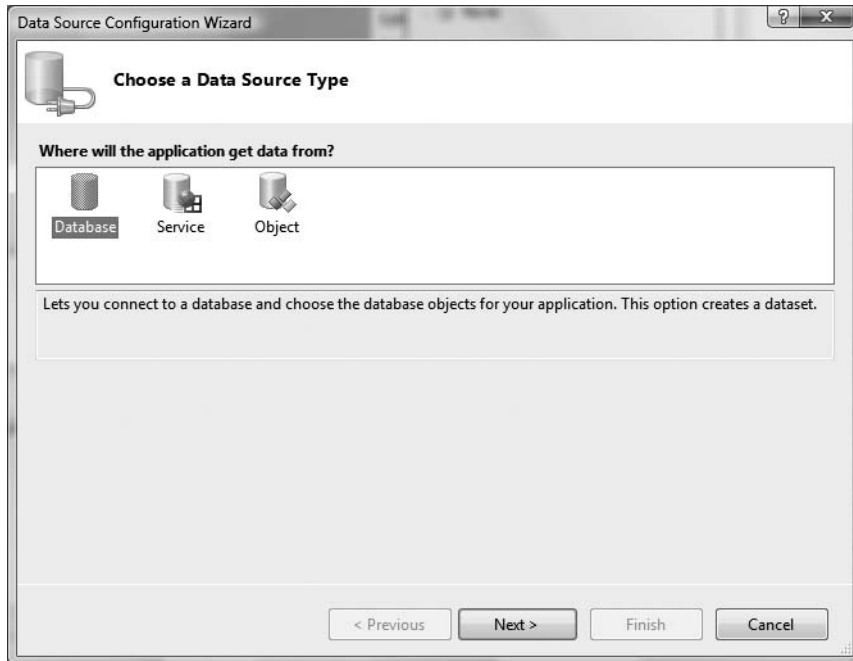 Data Source Configuration Wizard
?
X
Choose a Data Source Type
Where will the application get data from?
Database
Service
Object
Lets you connect to a database and choose the database objects for your application. This option creates a dataset.
< Previous
Next >
Finish
Cancel